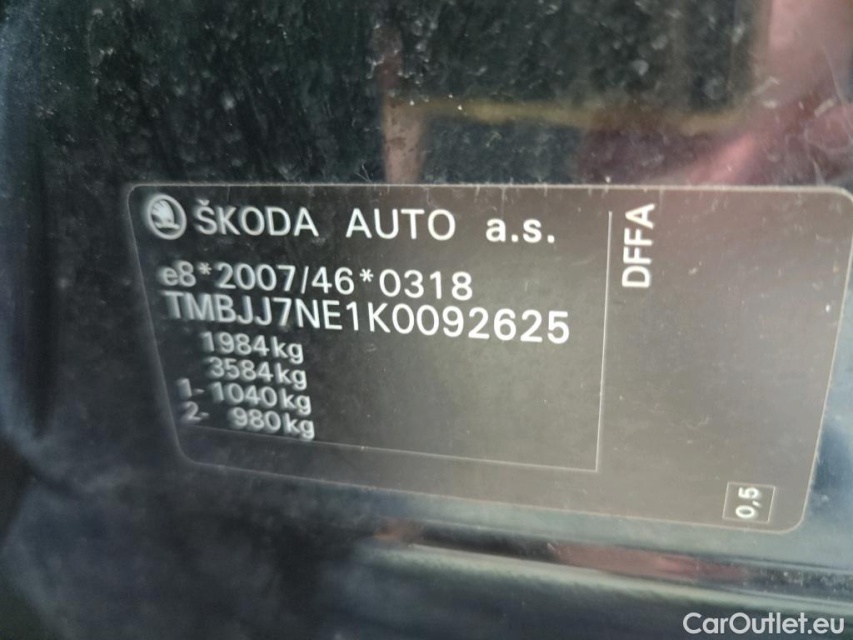 ŠKODA AUTO a.s.
e8*2007/46*0318
TMBJJ7NE1K0092625
1984kg
3584kg
1- 1040kg
2- 980kg
DFFA
0,5
CarOutlet.eu